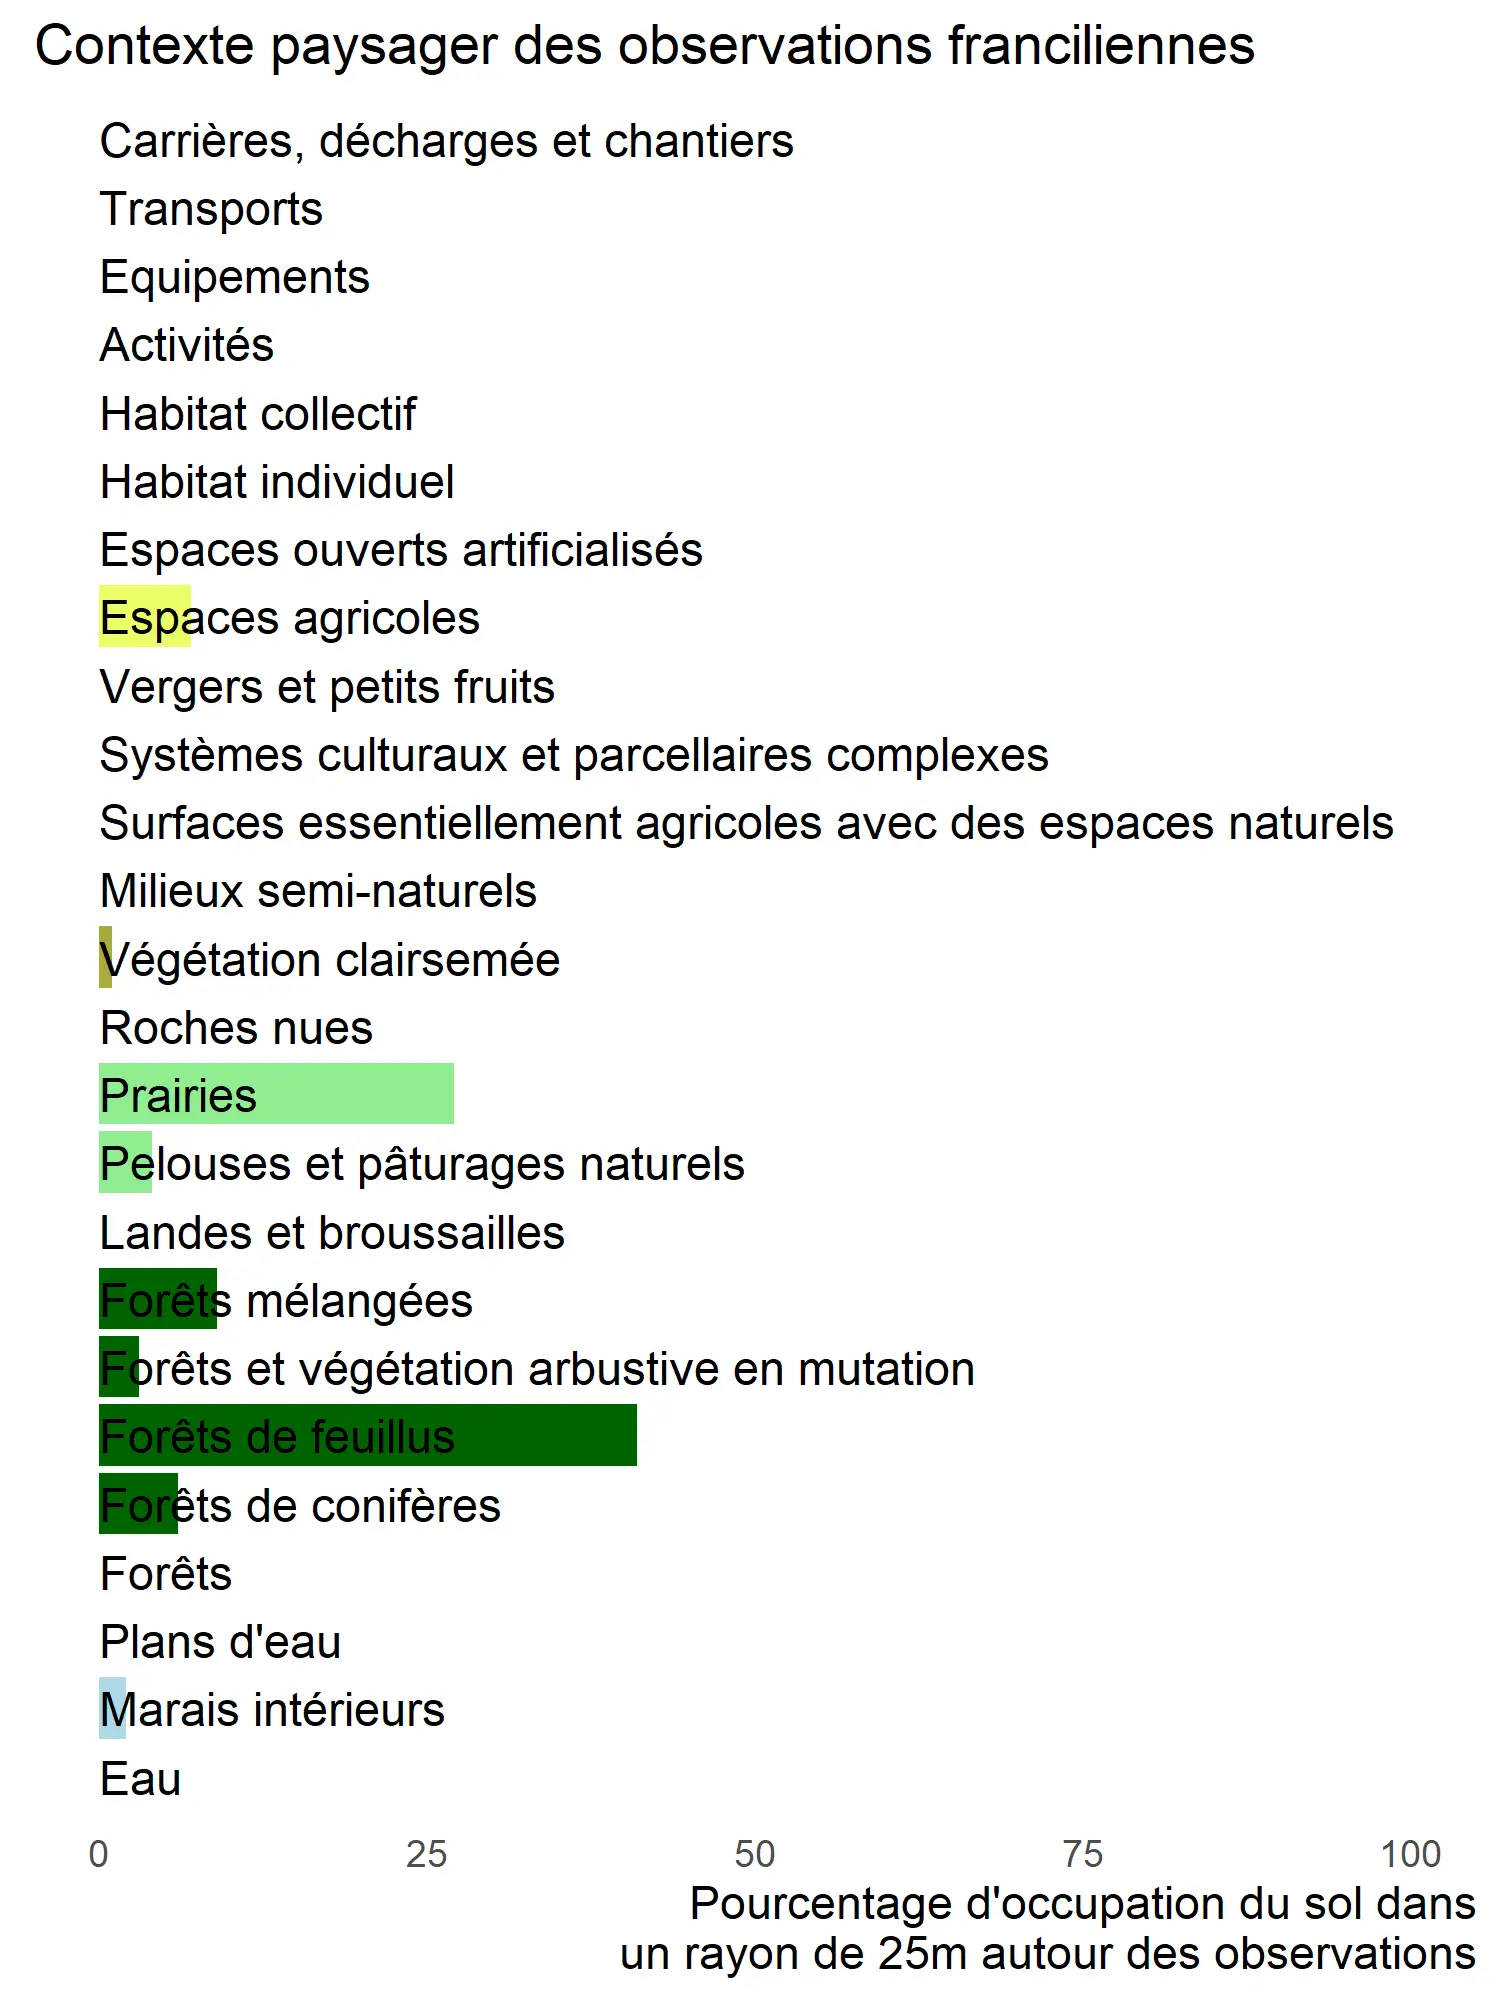 Contexte paysager des observations franciliennes
Carrières, décharges et chantiers
Transports
Equipements
Activités
Habitat collectif
Habitat individuel
Espaces ouverts artificialisés
Espaces agricoles
Vergers et petits fruits
Systèmes culturaux et parcellaires complexes
Surfaces essentiellement agricoles avec des espaces naturels
Milieux semi-naturels
Végétation clairsemée
Roches nues
Prairies
Pelouses et pâturages naturels
Landes et broussailles
Forêts mélangées
Forêts et végétation arbustive en mutation
Forêts de feuillus
Forêts de conifères
Forêts
Plans d'eau
Marais intérieurs
Eau
0 25 50 75 100
Pourcentage d'occupation du sol dans
un rayon de 25m autour des observations